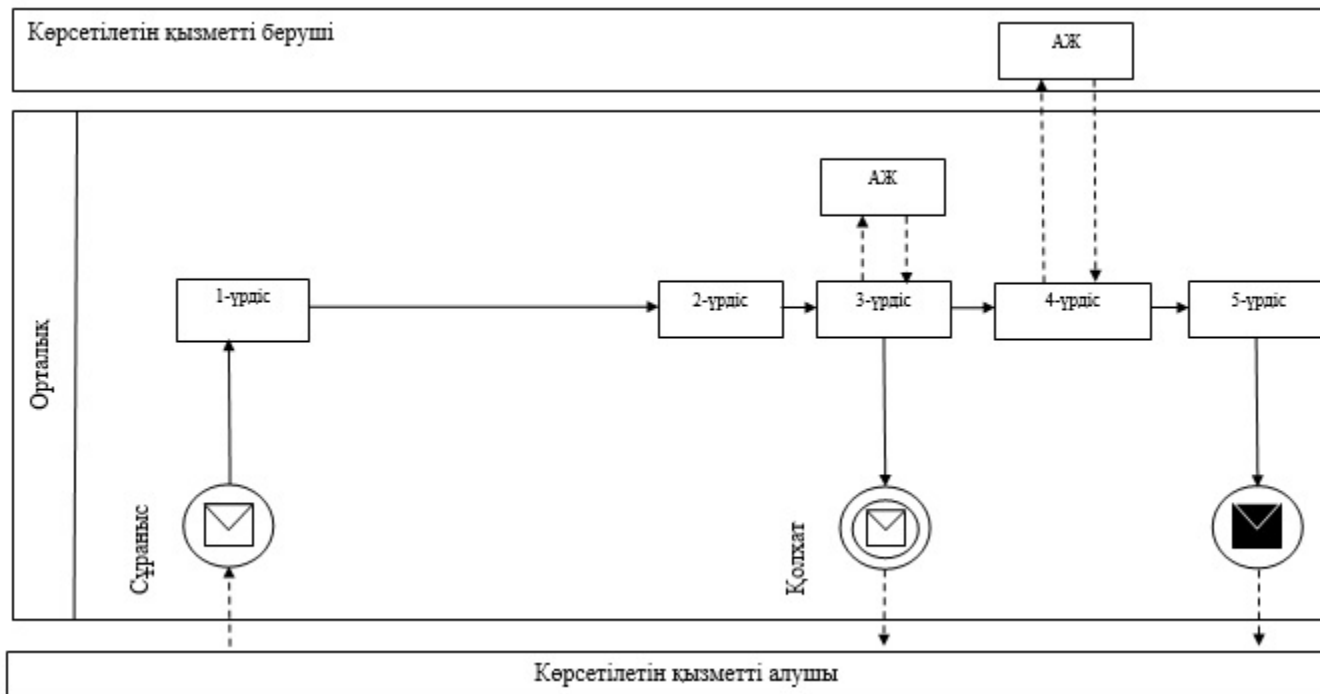 Көрсетілетін қызметті беруші
АЖ
АЖ
1-үрдіс
2-үрдіс
3-үрдіс
4-үрдіс
5-үрдіс
Орталық
Сұраныс
Қолхат
Көрсетілетін қызметті алушы